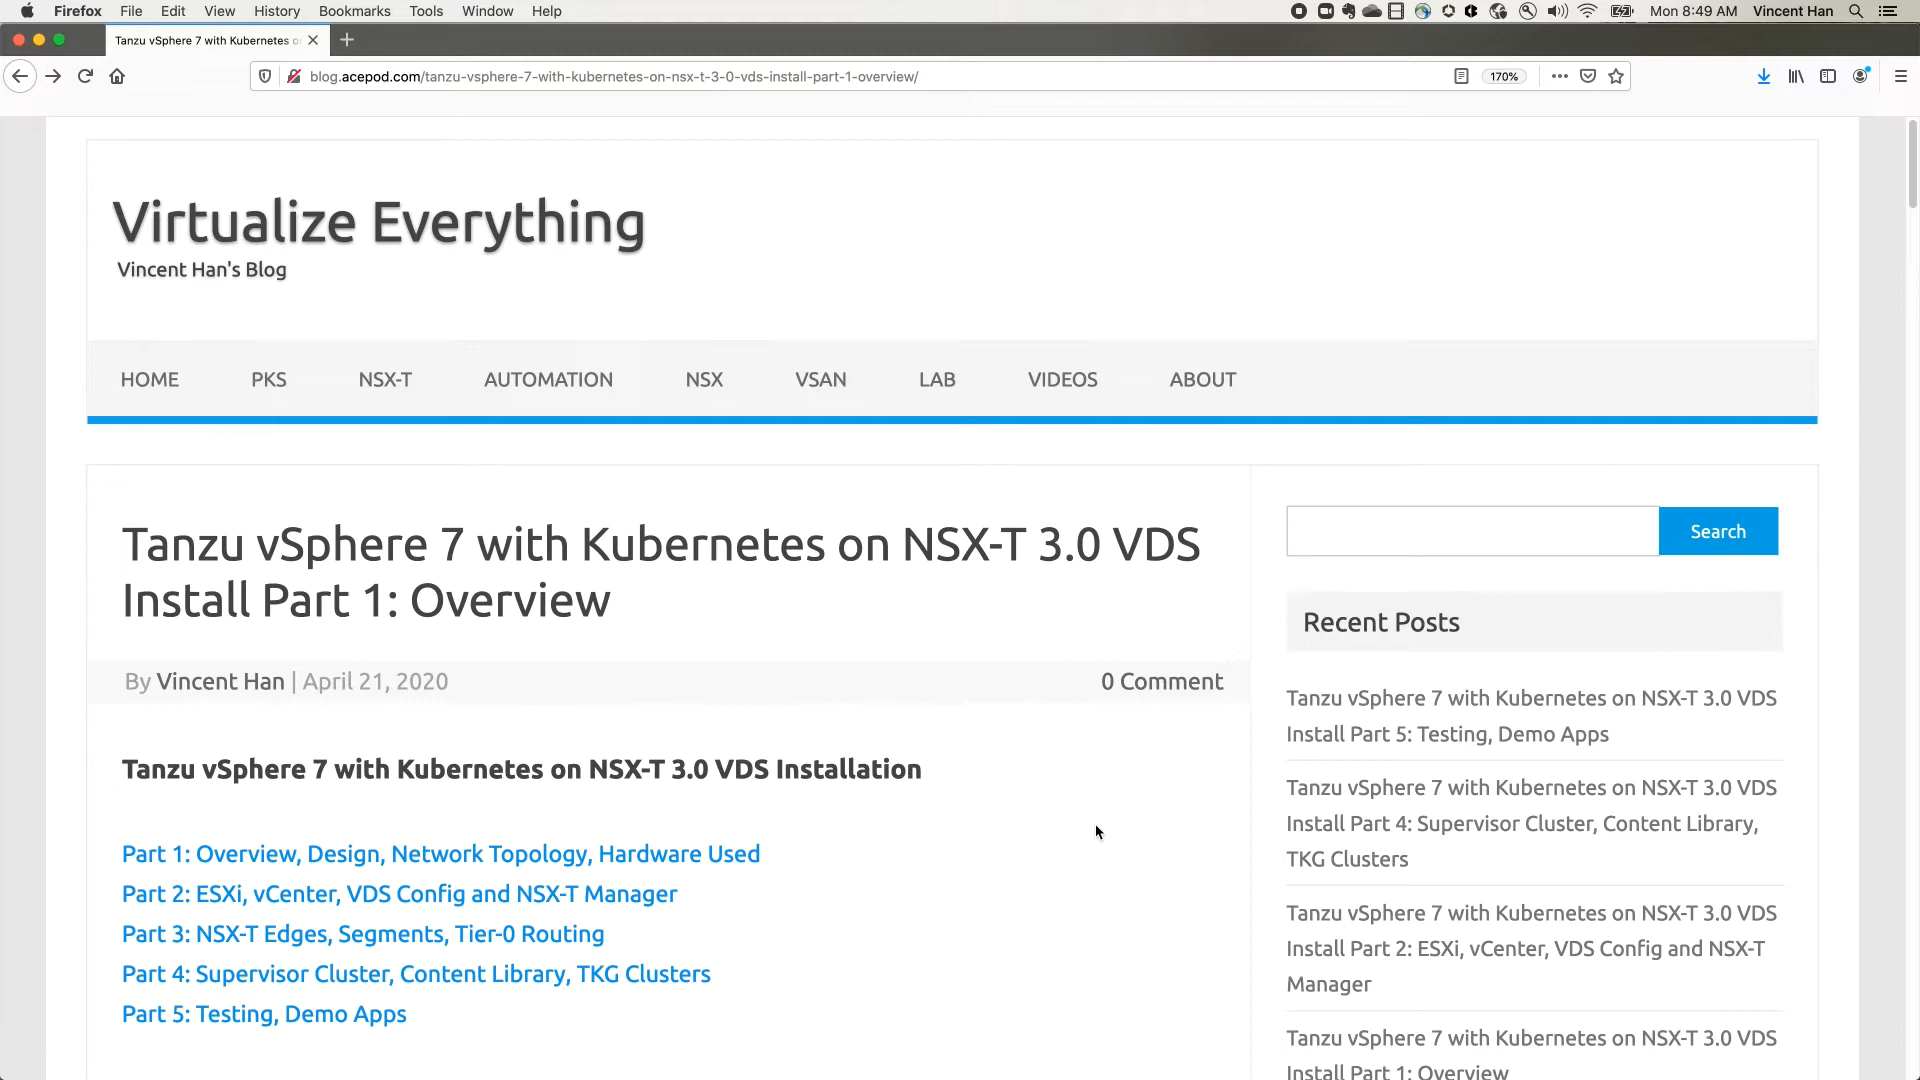 Firefox File Edit View History Bookmarks Tools Window Help Mon 8:49 AM Vincent Han
Tanzu vSphere 7 with Kubernetes o
blog.acepod.com/tanzu-vsphere-7-with-kubernetes-on-nsx-t-3-0-vds-install-part-1-overview/ 170%
Virtualize Everything
Vincent Han's Blog
HOME PKS NSX-T AUTOMATION NSX VSAN LAB VIDEOS ABOUT
Tanzu vSphere 7 with Kubernetes on NSX-T 3.0 VDS
Install Part 1: Overview
By Vincent Han | April 21, 2020 0 Comment
Tanzu vSphere 7 with Kubernetes on NSX-T 3.0 VDS Installation
Part 1: Overview, Design, Network Topology, Hardware Used
Part 2: ESXi, vCenter, VDS Config and NSX-T Manager
Part 3: NSX-T Edges, Segments, Tier-0 Routing
Part 4: Supervisor Cluster, Content Library, TKG Clusters
Part 5: Testing, Demo Apps
Search
Recent Posts
Tanzu vSphere 7 with Kubernetes on NSX-T 3.0 VDS
Install Part 5: Testing, Demo Apps
Tanzu vSphere 7 with Kubernetes on NSX-T 3.0 VDS
Install Part 4: Supervisor Cluster, Content Library,
TKG Clusters
Tanzu vSphere 7 with Kubernetes on NSX-T 3.0 VDS
Install Part 2: ESXi, vCenter, VDS Config and NSX-T
Manager
Tanzu vSphere 7 with Kubernetes on NSX-T 3.0 VDS
Install Part 1: Overview